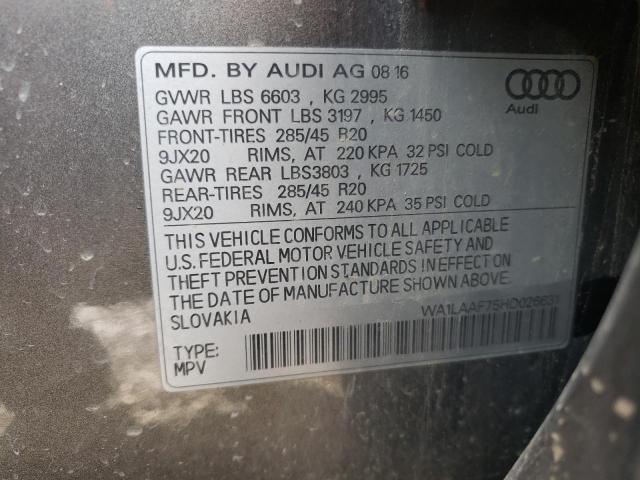 MFD. BY AUDI AG 08 16
GVWR LBS 6603 , KG 2995
GAWR FRONT LBS 3197 , KG 1450
FRONT-TIRES 285/45 R20
9JX20 RIMS, AT 220 KPA 32 PSI COLD
GAWR REAR LBS3803 , KG 1725
REAR-TIRES 285/45 R20
9JX20 RIMS, AT 240 KPA 35 PSI COLD
Audi
THIS VEHICLE CONFORMS TO ALL APPLICABLE
U.S. FEDERAL MOTOR VEHICLE SAFETY AND
THEFT PREVENTION STANDARDS IN EFFECT ON
THE DATE OF MANUFACTURE SHOWN ABOVE.
SLOVAKIA
WA1LAAF75HD026631
TYPE:
MPV